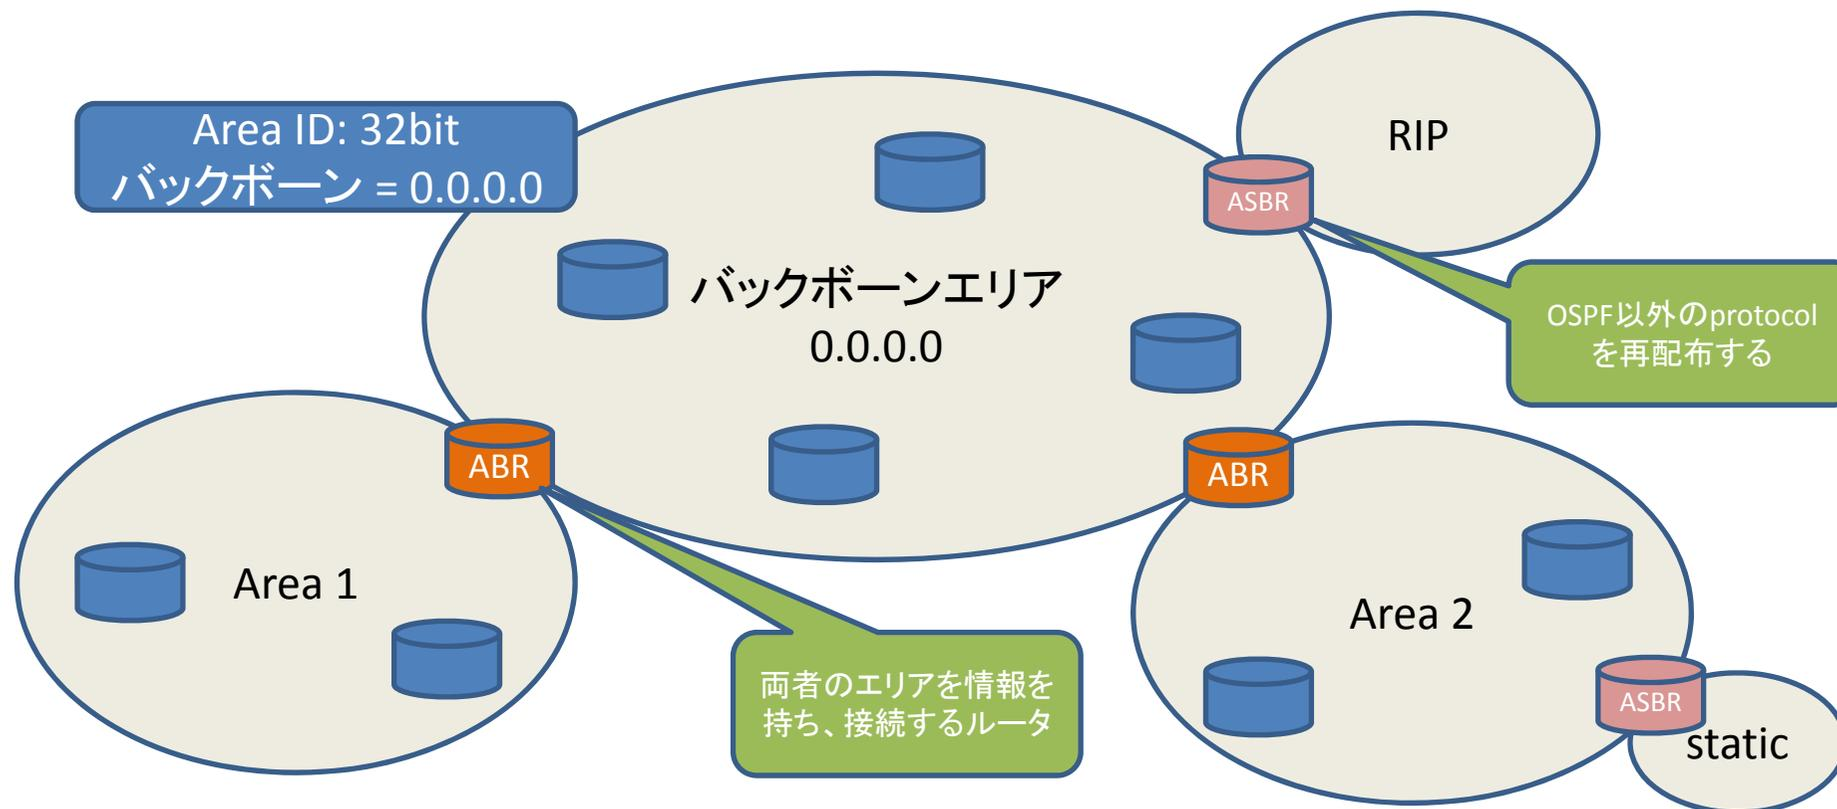 Area ID: 32bit
バックボーン = 0.0.0.0
RIP
ASBR
バックボーンエリア
0.0.0.0
OSPF以外のprotocol
を再配布する
ABR
ABR
Area 1
Area 2
両者のエリアを情報を
持ち、接続するルータ
ASBR
static